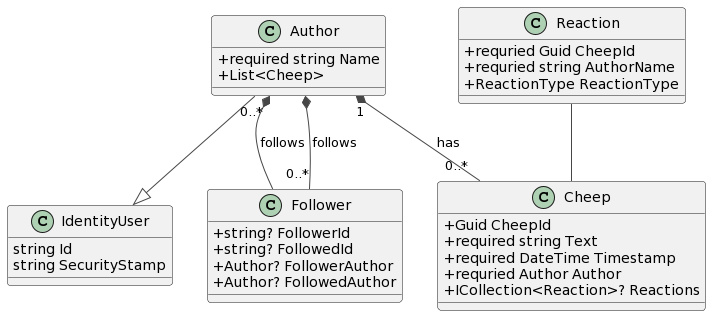 C Author
+required string Name
+List<Cheep>
C Reaction
+requried Guid CheepId
+requried string AuthorName
+ReactionType ReactionType
0..*
1
follows
follows
has
0..*
0..*
C IdentityUser
string Id
string SecurityStamp
C Follower
+string? FollowerId
+string? FollowedId
+Author? FollowerAuthor
+Author? FollowedAuthor
C Cheep
+Guid CheepId
+required string Text
+required DateTime Timestamp
+requried Author Author
+ICollection<Reaction>? Reactions